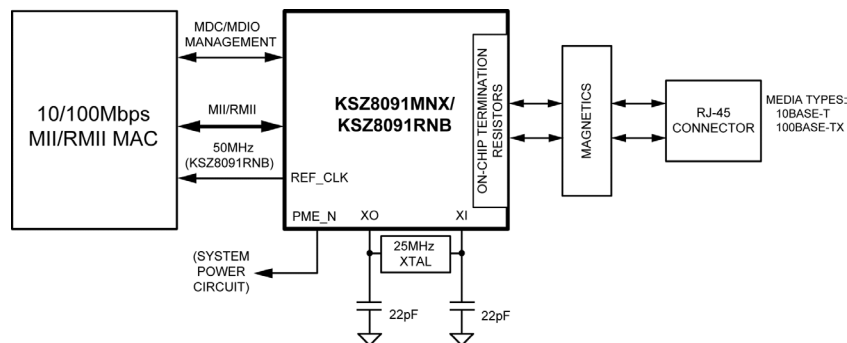 MDC/MDIO
MANAGEMENT
10/100Mbps
MII/RMII MAC
MII/RMII
50MHz
(KSZ8091RNB)
KSZ8091MNX/
KSZ8091RNB
REF_CLK
PME_N
XO
XI
ON-CHIP TERMINATION
RESISTORS
MAGNETICS
RJ-45
CONNECTOR
MEDIA TYPES:
10BASE-T
100BASE-TX
(SYSTEM
POWER
CIRCUIT)
25MHz
XTAL
22pF
22pF